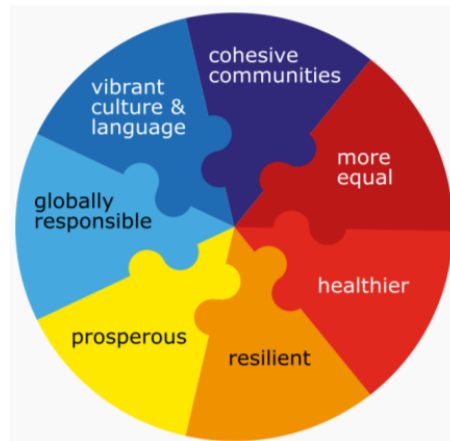 cohesive
communities
more
equal
healthier
resilient
prosperous
globally
responsible
vibrant
culture &
language